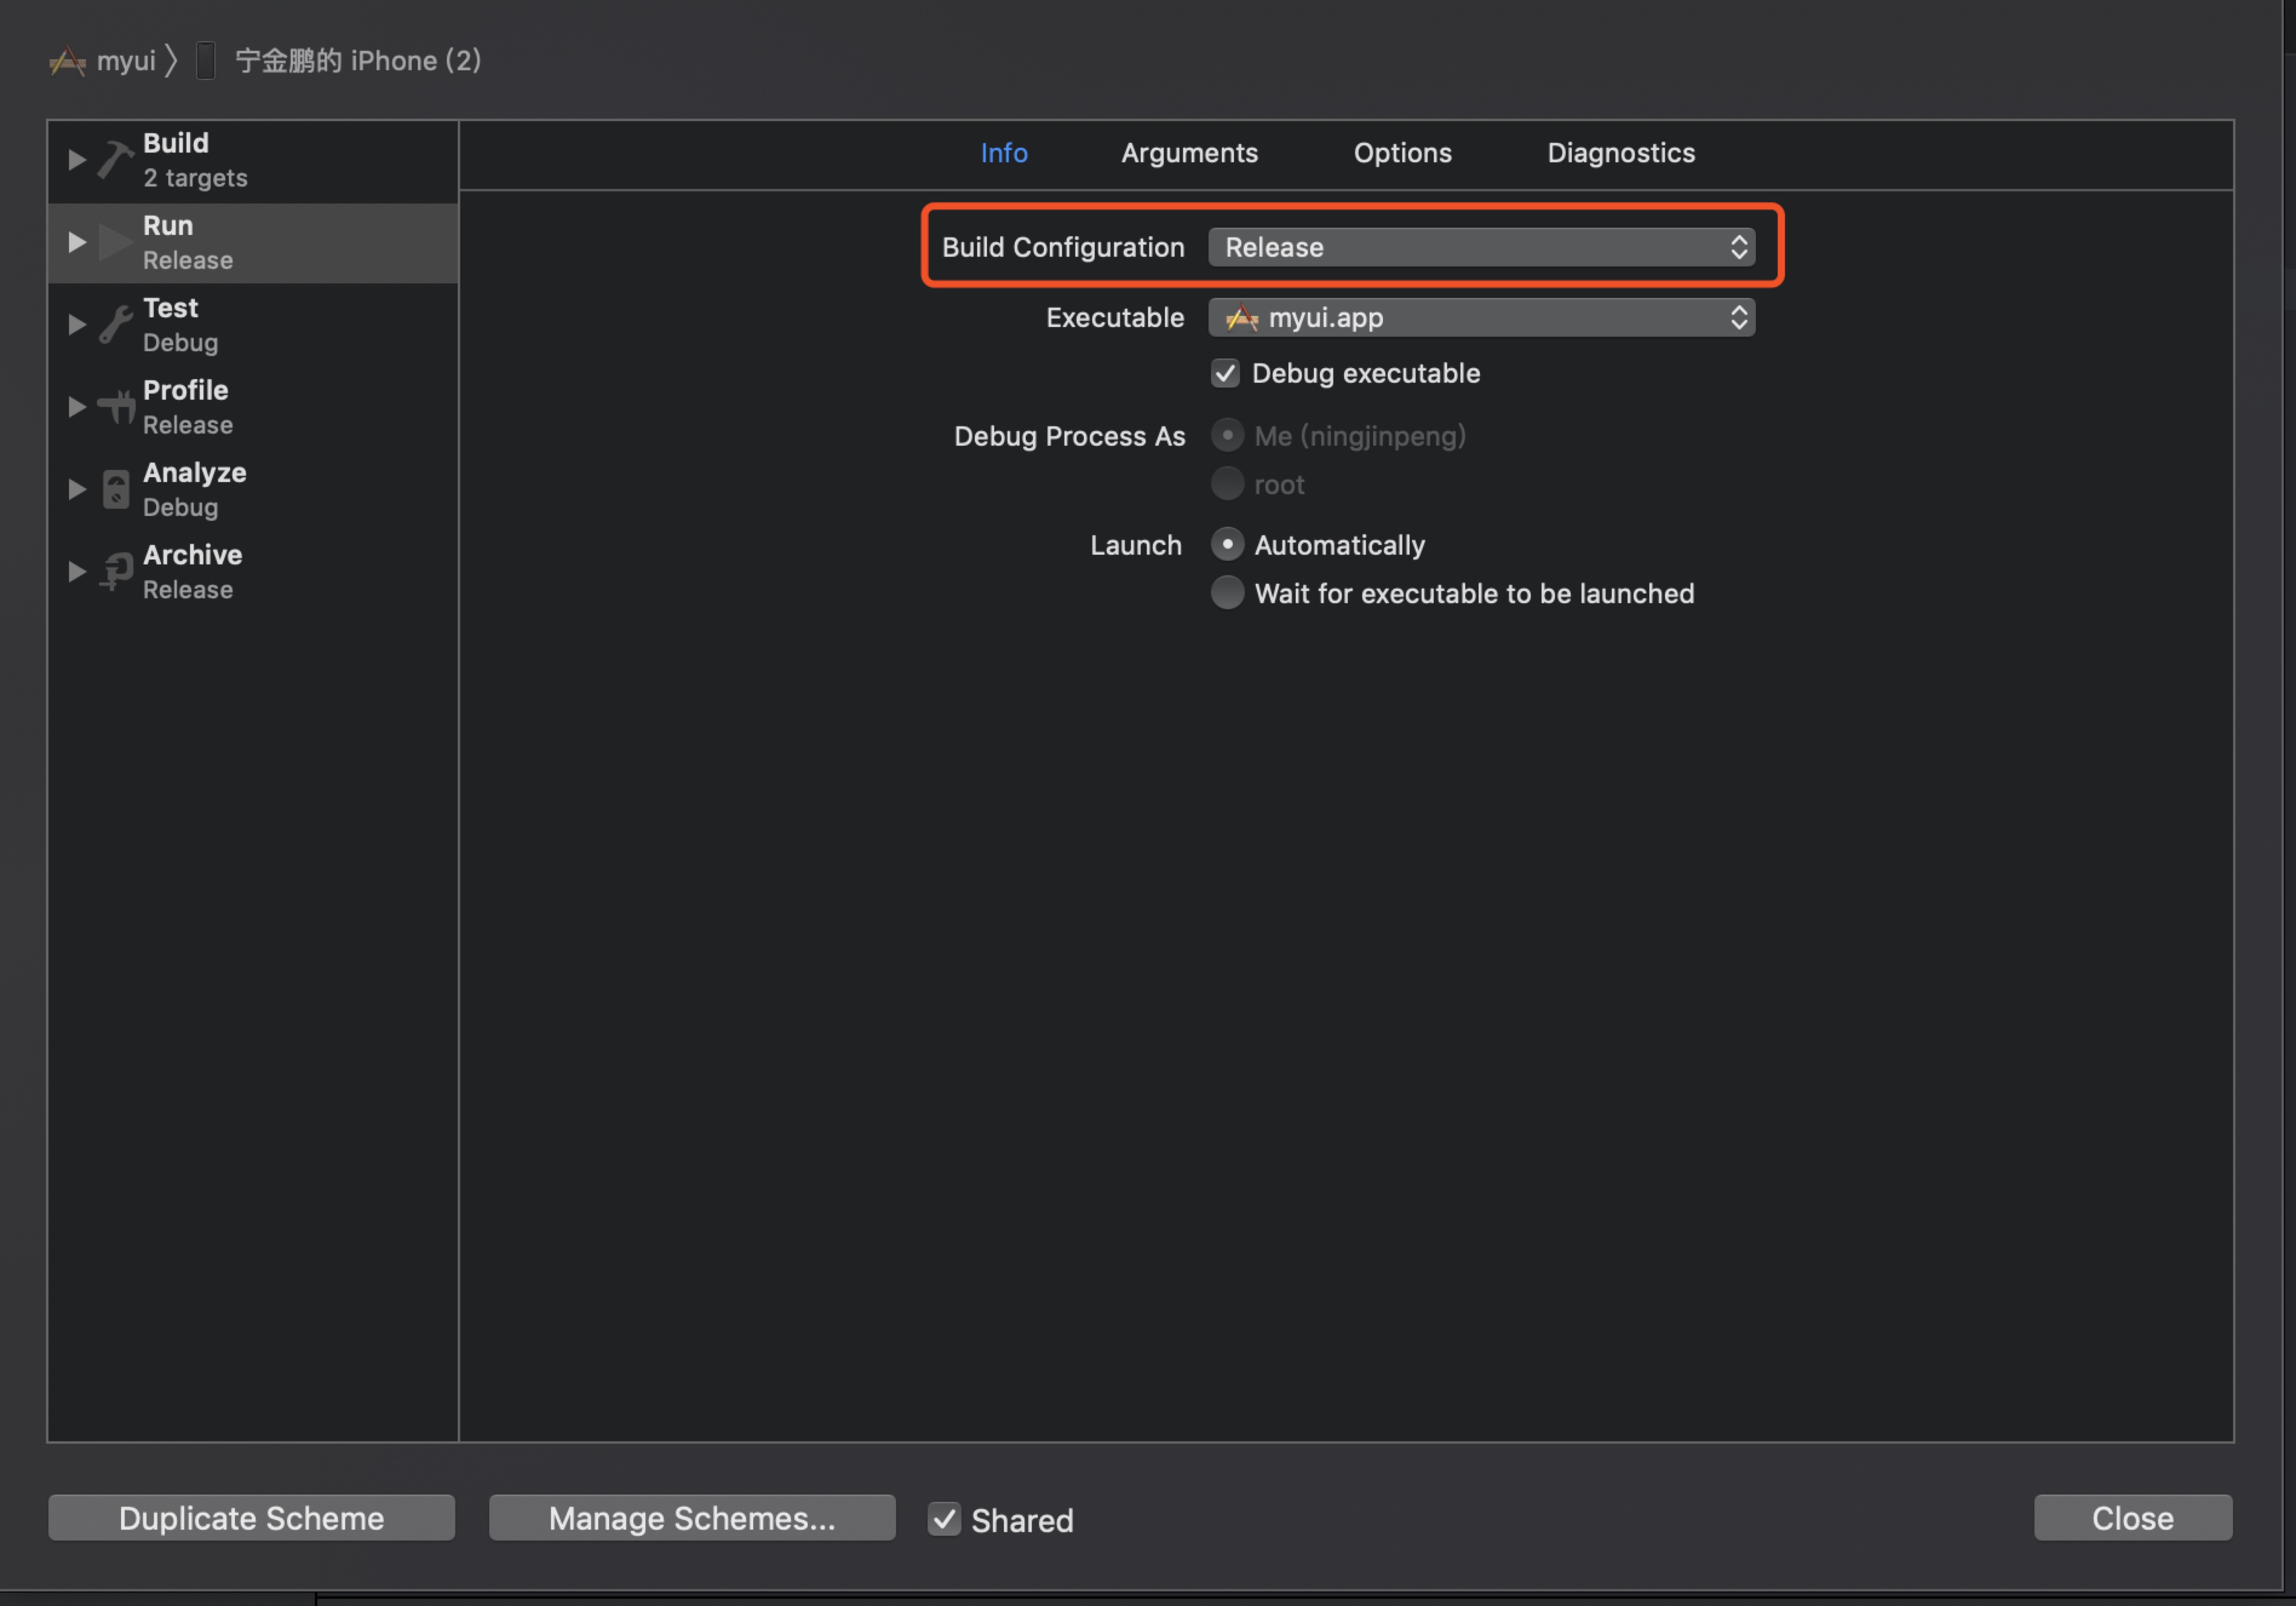 myui 〉 宁金鹏的 iPhone (2)
Build
2 targets
Run
Release
Test
Debug
Profile
Release
Analyze
Debug
Archive
Release
Info Arguments Options Diagnostics
Build Configuration Release
Executable myui.app
Debug executable
Debug Process As Me (ningjinpeng)
root
Launch Automatically
Wait for executable to be launched
Duplicate Scheme Manage Schemes... Shared Close